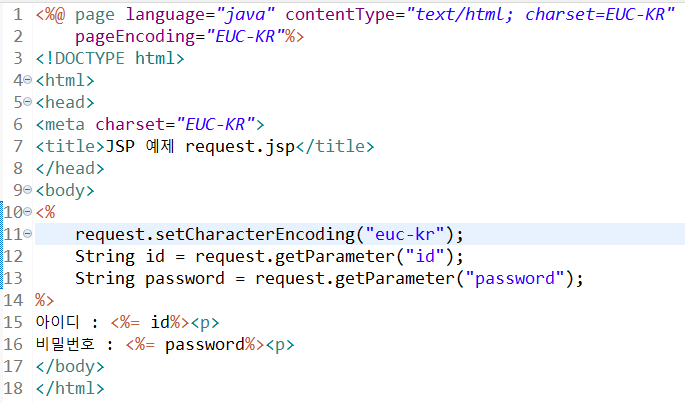 1 <%@ page language="java" contentType="text/html; charset=EUC-KR"
2     pageEncoding="EUC-KR"%>
3 <!DOCTYPE html>
4 <html>
5 <head>
6 <meta charset="EUC-KR">
7 <title>JSP 예제 request.jsp</title>
8 </head>
9 <body>
10 <%
11     request.setCharacterEncoding("euc-kr");
12     String id = request.getParameter("id");
13     String password = request.getParameter("password");
14 %>
15 아이디 : <%= id%><p>
16 비밀번호 : <%= password%><p>
17 </body>
18 </html>